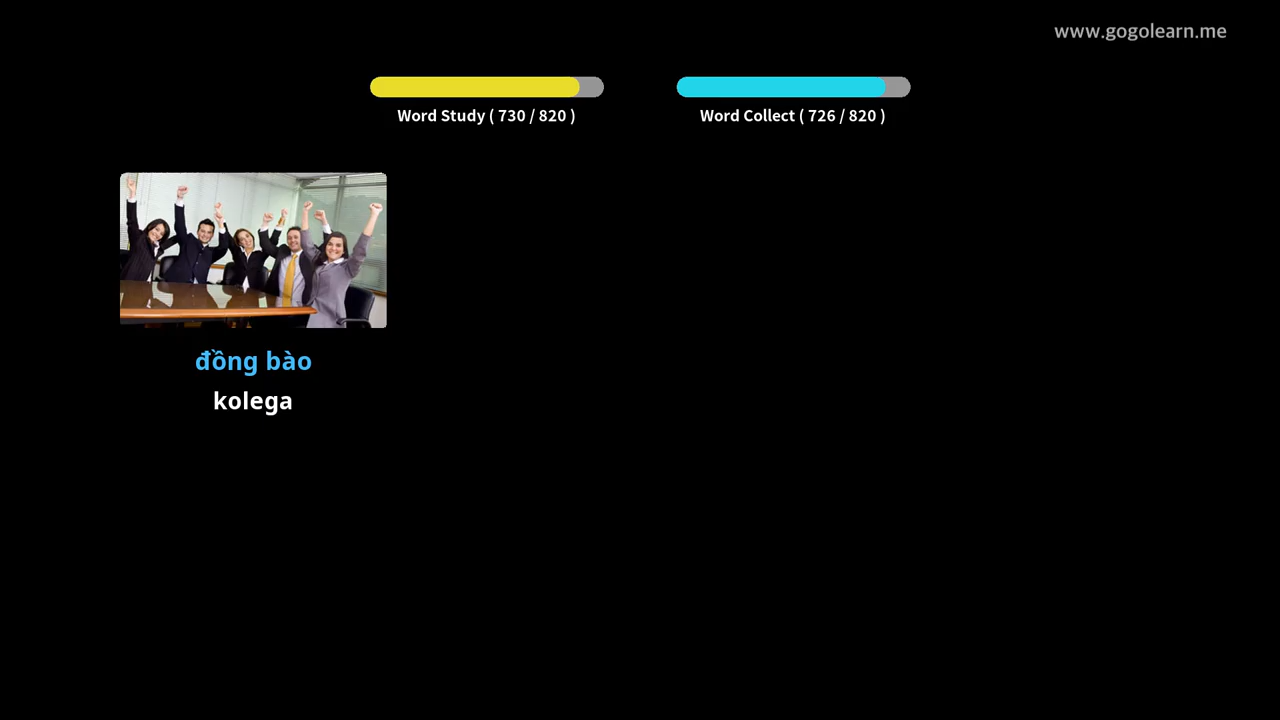 www.gogolearn.me
Word Study ( 730 / 820 )
Word Collect ( 726 / 820 )
đồng bào
kolega